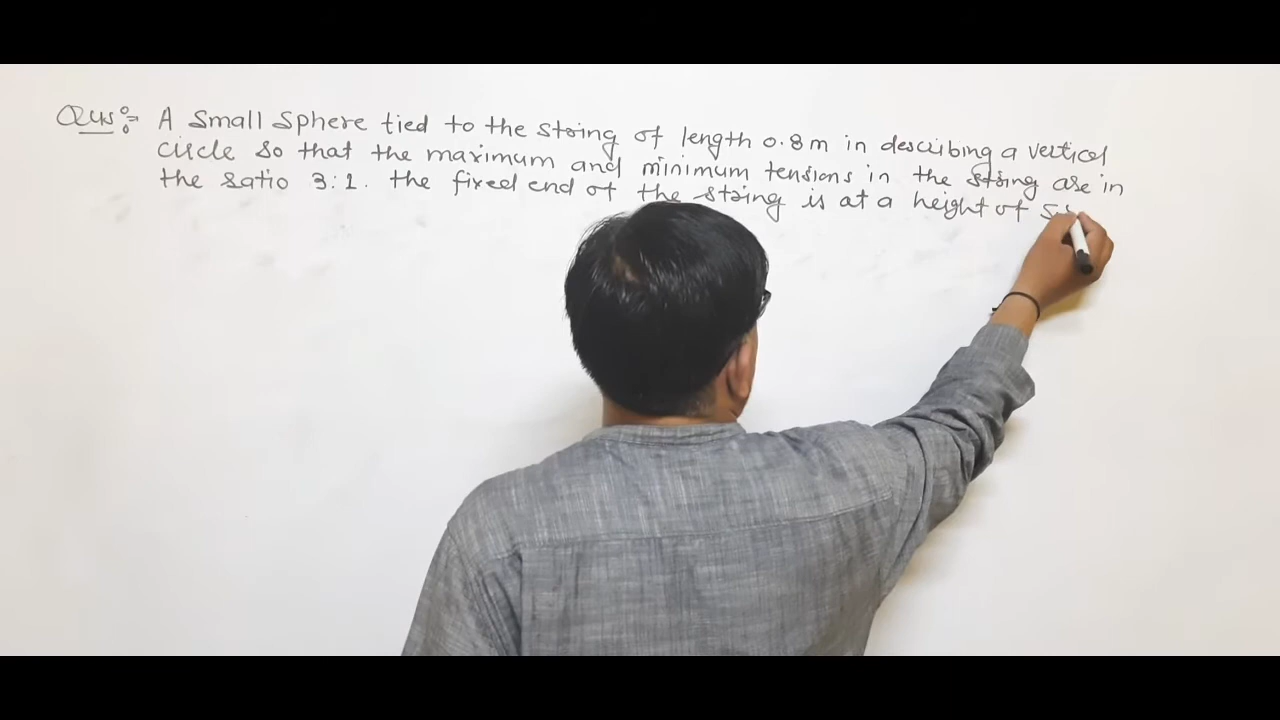 Qus:- A small sphere tied to the string of length 0.8m in describing a vertical
circle so that the maximum and minimum tensions in the string are in
the ratio 3:1. the fixed end of the string is at a height of